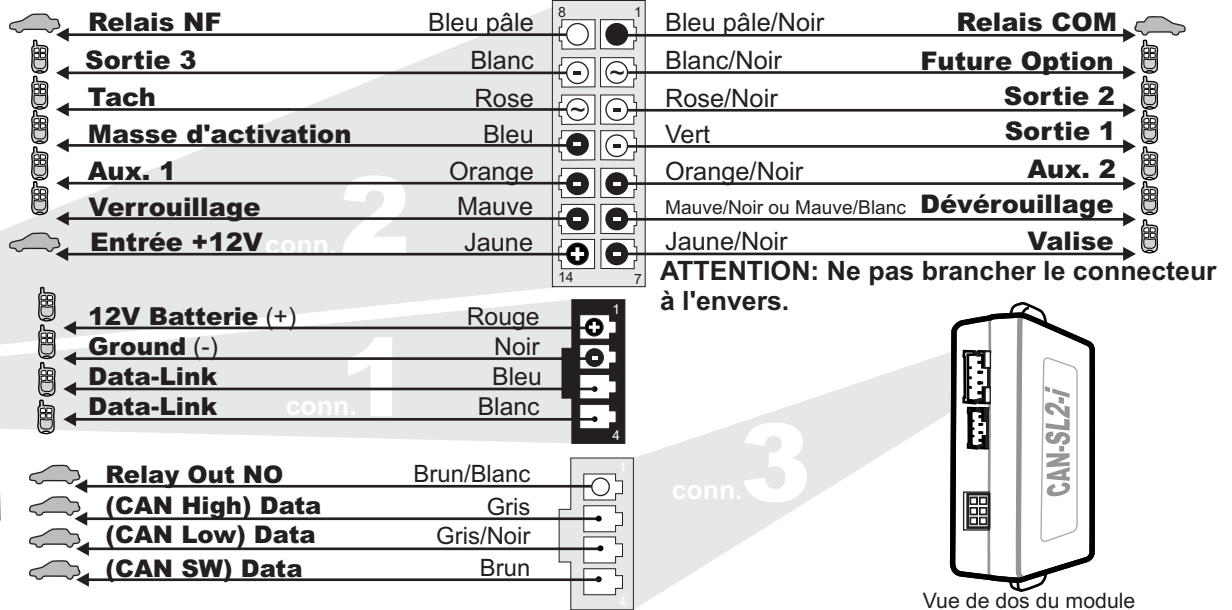 8 1
Relais NF Bleu pâle Bleu pâle/Noir Relais COM
Sortie 3 Blanc Blanc/Noir Future Option
Tach Rose Rose/Noir Sortie 2
Masse d'activation Bleu Vert Sortie 1
Aux. 1 Orange Orange/Noir Aux. 2
Verrouillage Mauve Mauve/Noir ou Mauve/Blanc Dévérouillage
Entrée +12V Jaune Jaune/Noir Valise
conn. 2
14 7
ATTENTION: Ne pas brancher le connecteur
à l'envers.
1
12V Batterie (+) Rouge
Ground (-) Noir
Data-Link Bleu
Data-Link Blanc
conn. 1
4
1
Relay Out NO Brun/Blanc
(CAN High) Data Gris
(CAN Low) Data Gris/Noir
(CAN SW) Data Brun
4
conn. 3
CAN-SL2-i
Vue de dos du module